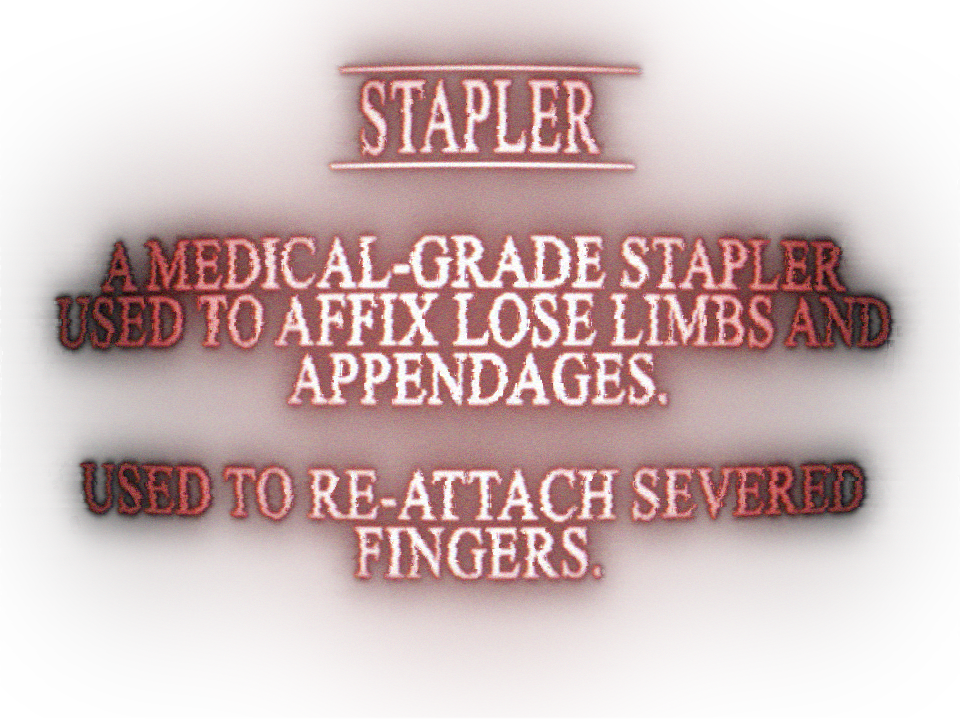 STAPLER
A MEDICAL-GRADE STAPLER
USED TO AFFIX LOSE LIMBS AND
APPENDAGES.
USED TO RE-ATTACH SEVERED
FINGERS.